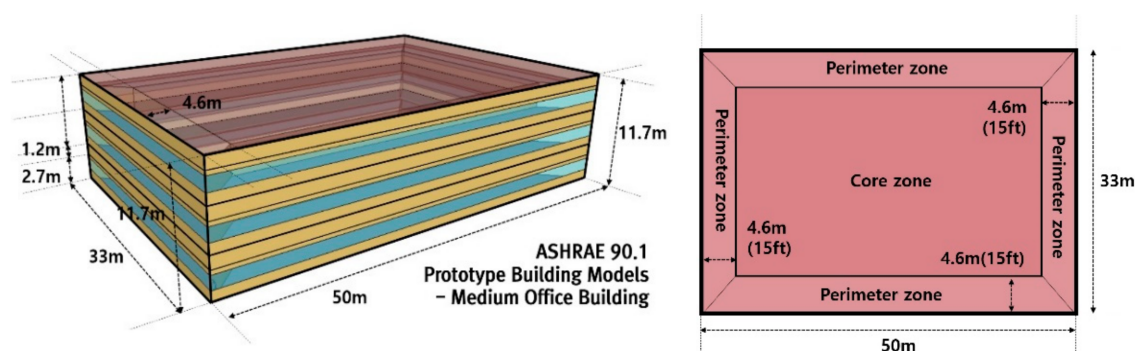 4.6m
11.7m
1.2m
2.7m
11.7m
33m
50m
ASHRAE 90.1
Prototype Building Models
– Medium Office Building
Perimeter zone
4.6m
(15ft)
Perimeter zone
Core zone
Perimeter zone
33m
4.6m
(15ft)
4.6m(15ft)
Perimeter zone
50m